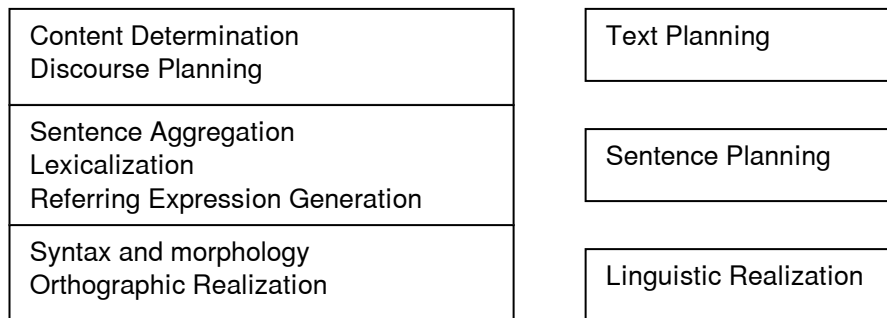 Content Determination
Discourse Planning
Text Planning
Sentence Aggregation
Lexicalization
Referring Expression Generation
Sentence Planning
Syntax and morphology
Orthographic Realization
Linguistic Realization